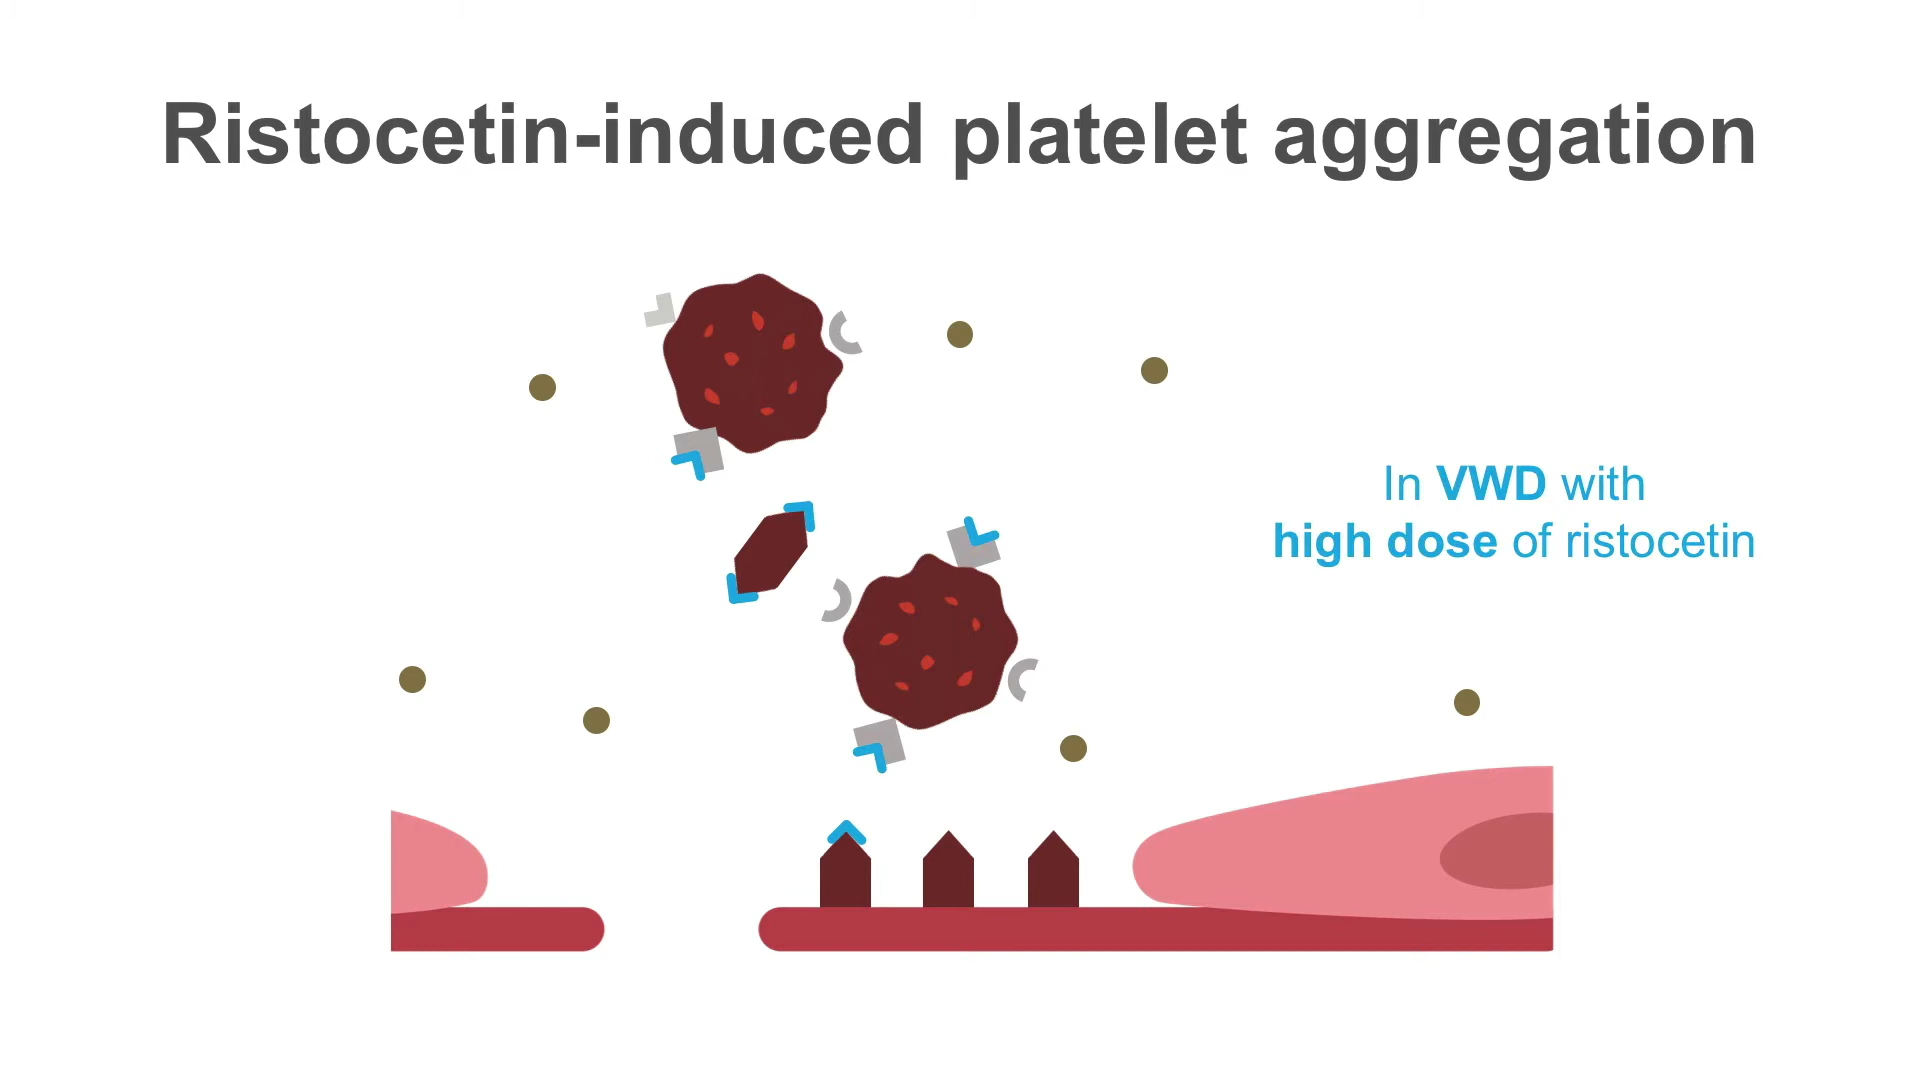 Ristocetin-induced platelet aggregation
In VWD with
high dose of ristocetin